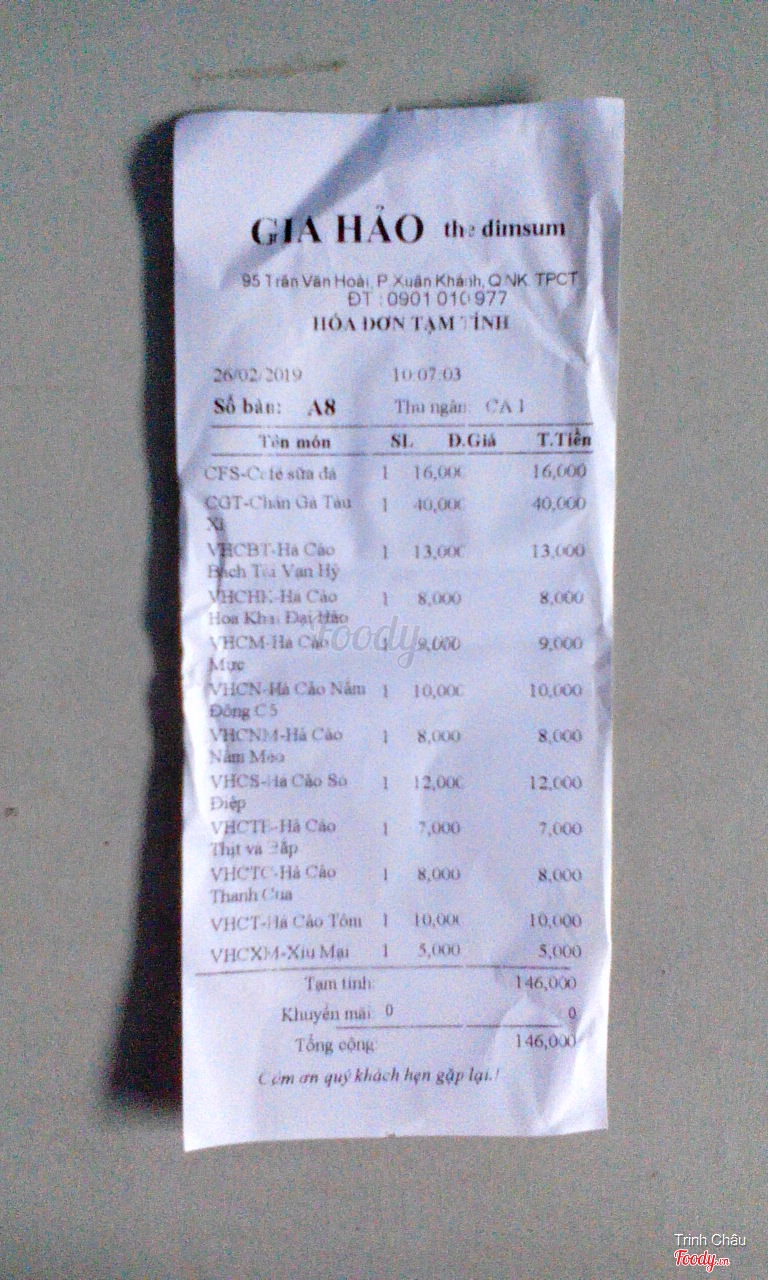 GIA HẢO the dimsum
95 Trần Văn Hoài, P.Xuân Khánh, Q.NK, TPCT
ĐT : 0901 010 977
HÓA ĐƠN TẠM TÍNH
26/02/2019 10:07:03
Số bàn: A8 Thu ngân: CA 1
Tên món SL Đ.Giá T.Tiền
CFS-Cafe sữa đá 1 16,000 16,000
CGT-Chân Gà Tàu 1 40,000 40,000
Xì
VHCBT-Há Cảo 1 13,000 13,000
Bách Tài Vạn Hỷ
VHCHK-Há Cảo 1 8,000 8,000
Hoa Khai Đại Hảo
VHCM-Há Cảo 1 9,000 9,000
Mực
VHCN-Há Cảo Nấm 1 10,000 10,000
Đông Cô
VHCNM-Há Cảo 1 8,000 8,000
Nấm Mèo
VHCS-Há Cảo Sò 1 12,000 12,000
Điệp
VHCTB-Há Cảo 1 7,000 7,000
Thịt và Bắp
VHCTC-Há Cảo 1 8,000 8,000
Thanh Cua
VHCT-Há Cảo Tôm 1 10,000 10,000
VHCXM-Xíu Mại 1 5,000 5,000
Tạm tính: 146,000
Khuyến mãi: 0 0
Tổng cộng 146,000
Cám ơn quý khách hẹn gặp lại.!
Foody.vn
Trinh Châu
Foody.vn